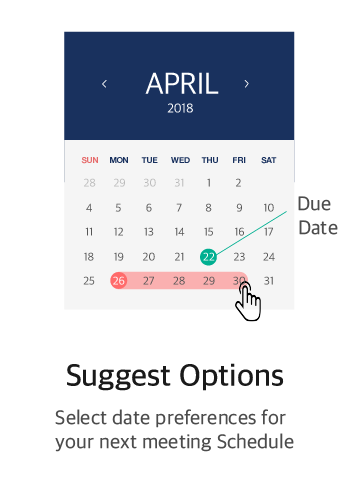 ‹ APRIL ›
2018
SUN MON TUE WED THU FRI SAT
28 29 30 31 1 2
4 5 6 7 8 9 10
11 12 13 14 15 16 17
18 19 20 21 22 23 24
25 26 27 28 29 30 31
Due
Date
Suggest Options
Select date preferences for
your next meeting Schedule